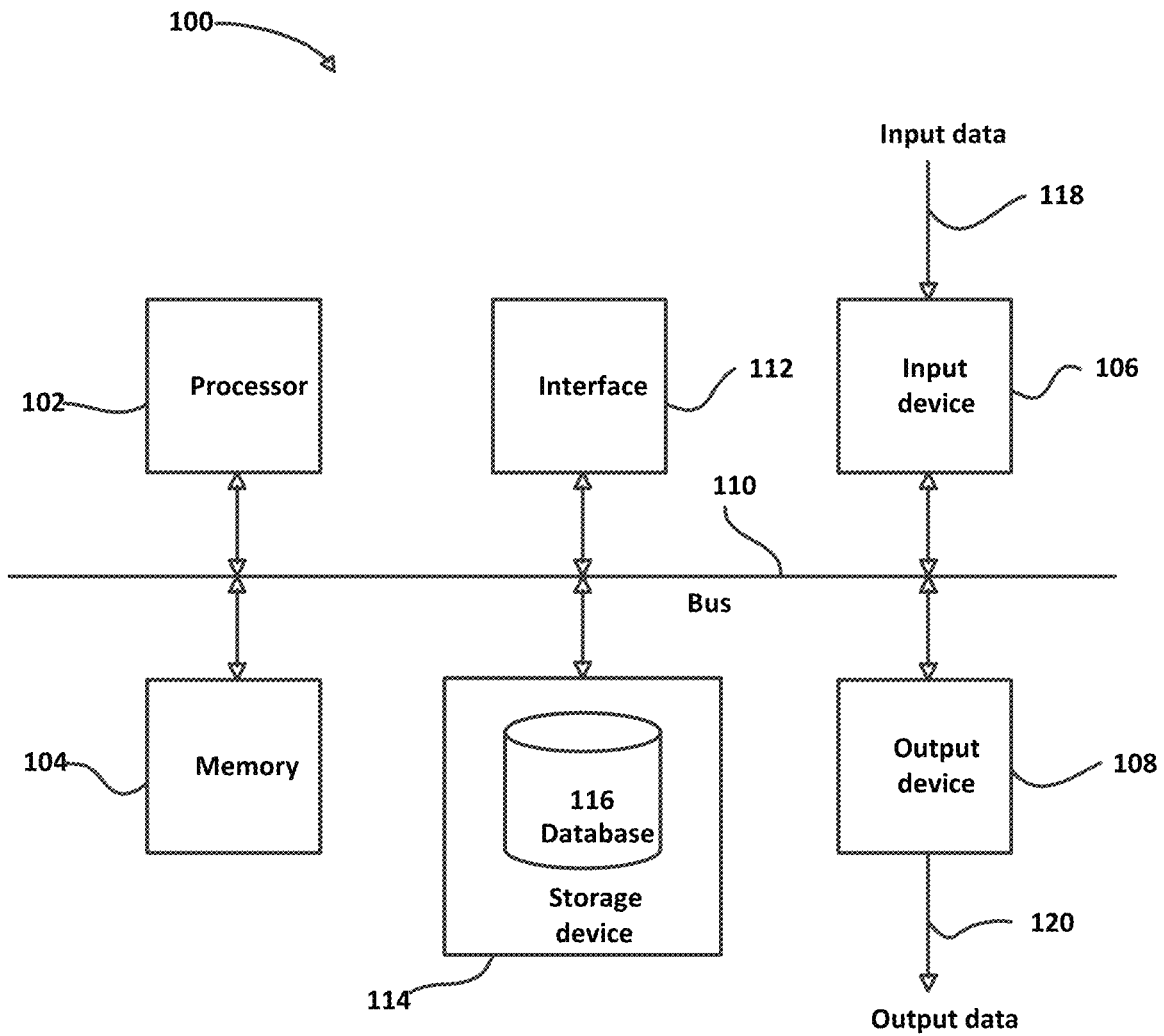 100
Input data
118
Processor
102
Interface
112
Input
device
106
110
Bus
104
Memory
116
Database
Storage
device
114
Output
device
108
120
Output data